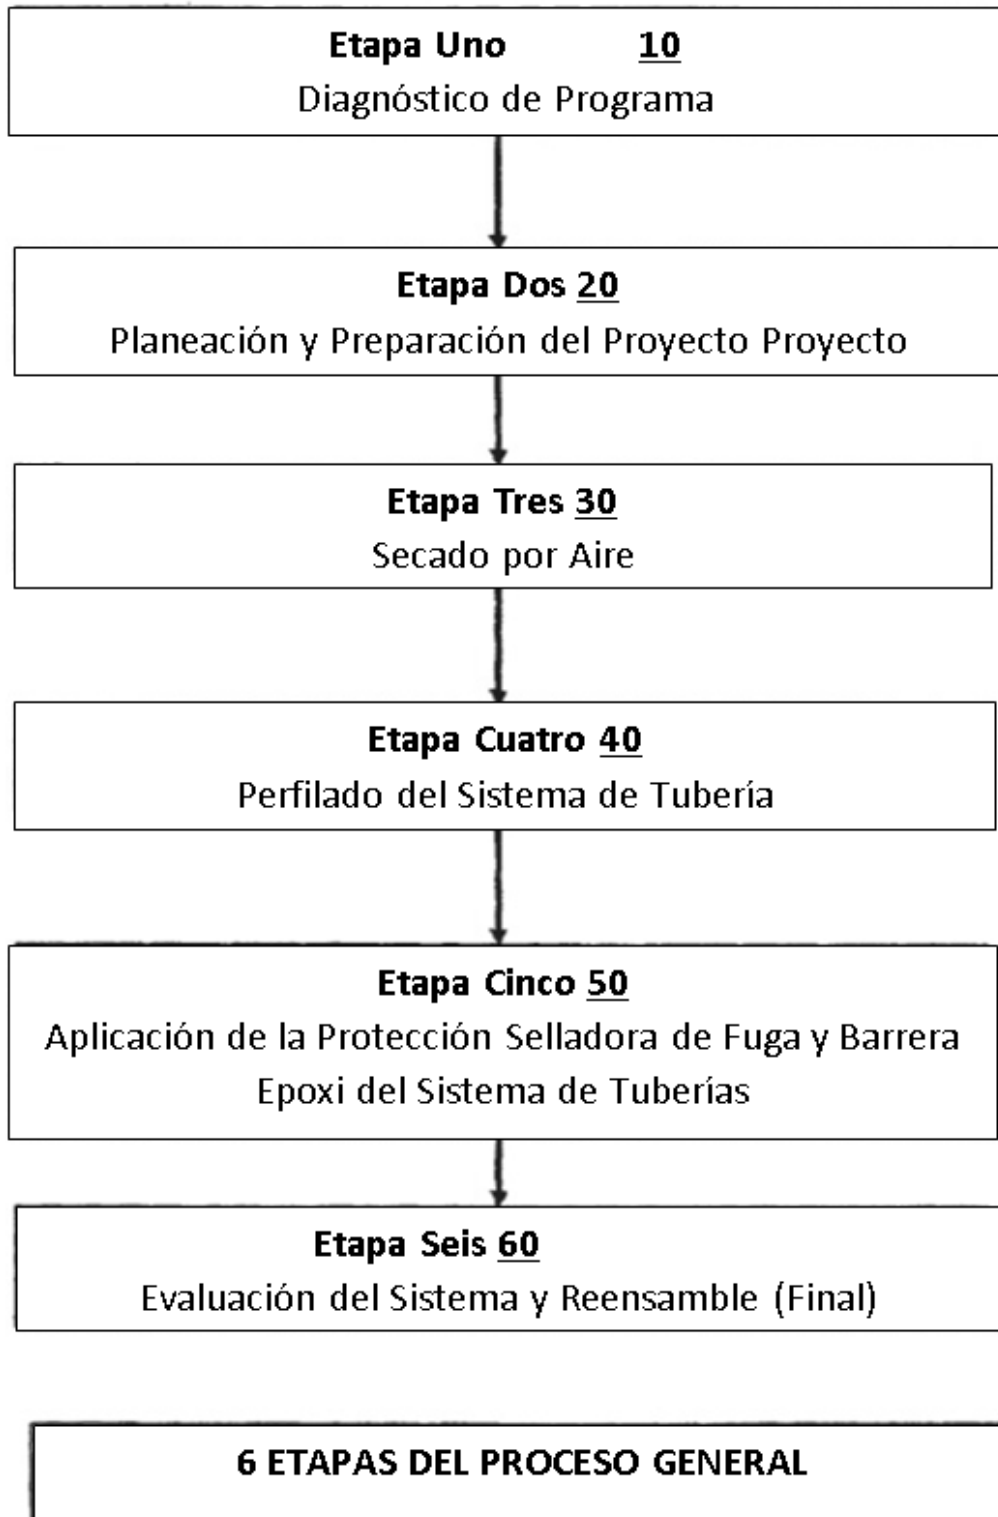 Etapa Uno 10
Diagnóstico de Programa
Etapa Dos 20
Planeación y Preparación del Proyecto Proyecto
Etapa Tres 30
Secado por Aire
Etapa Cuatro 40
Perfilado del Sistema de Tubería
Etapa Cinco 50
Aplicación de la Protección Selladora de Fuga y Barrera
Epoxi del Sistema de Tuberías
Etapa Seis 60
Evaluación del Sistema y Reensamble (Final)
6 ETAPAS DEL PROCESO GENERAL